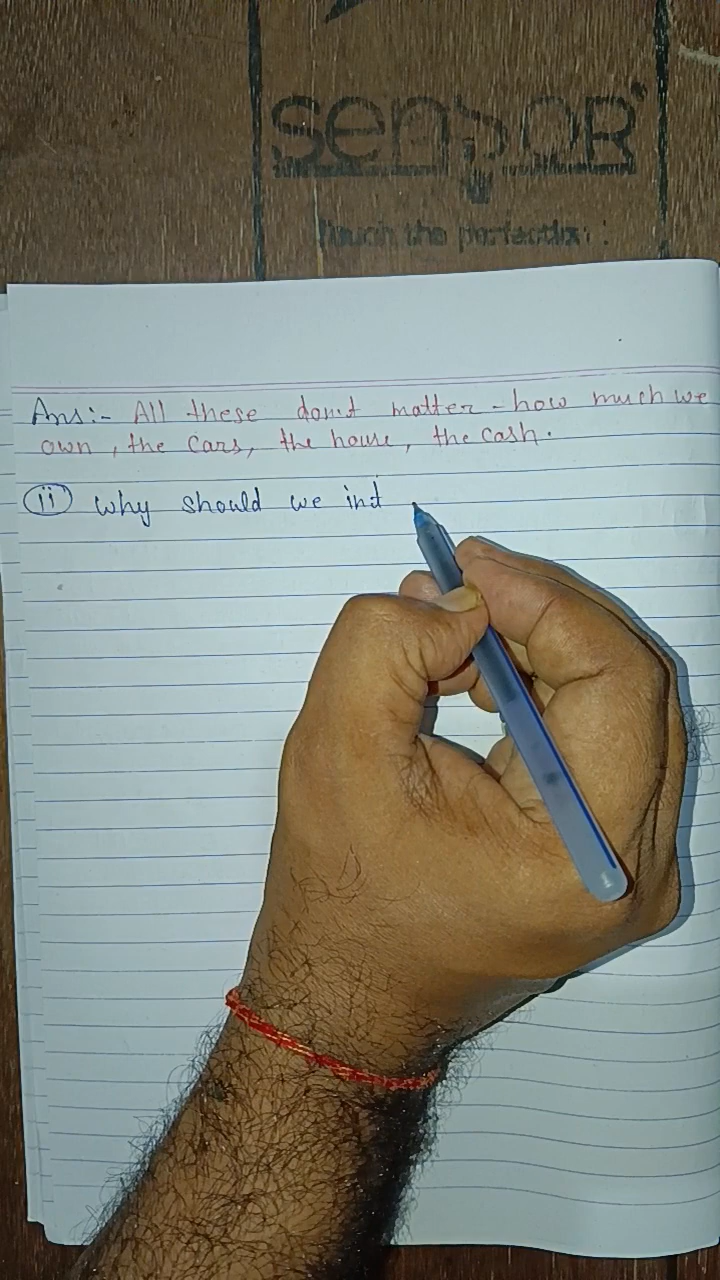 SENSOR
Touch the perfection
Ans:- All these don't matter - how much we
own, the cars, the house, the cash.
(ii) Why should we ind